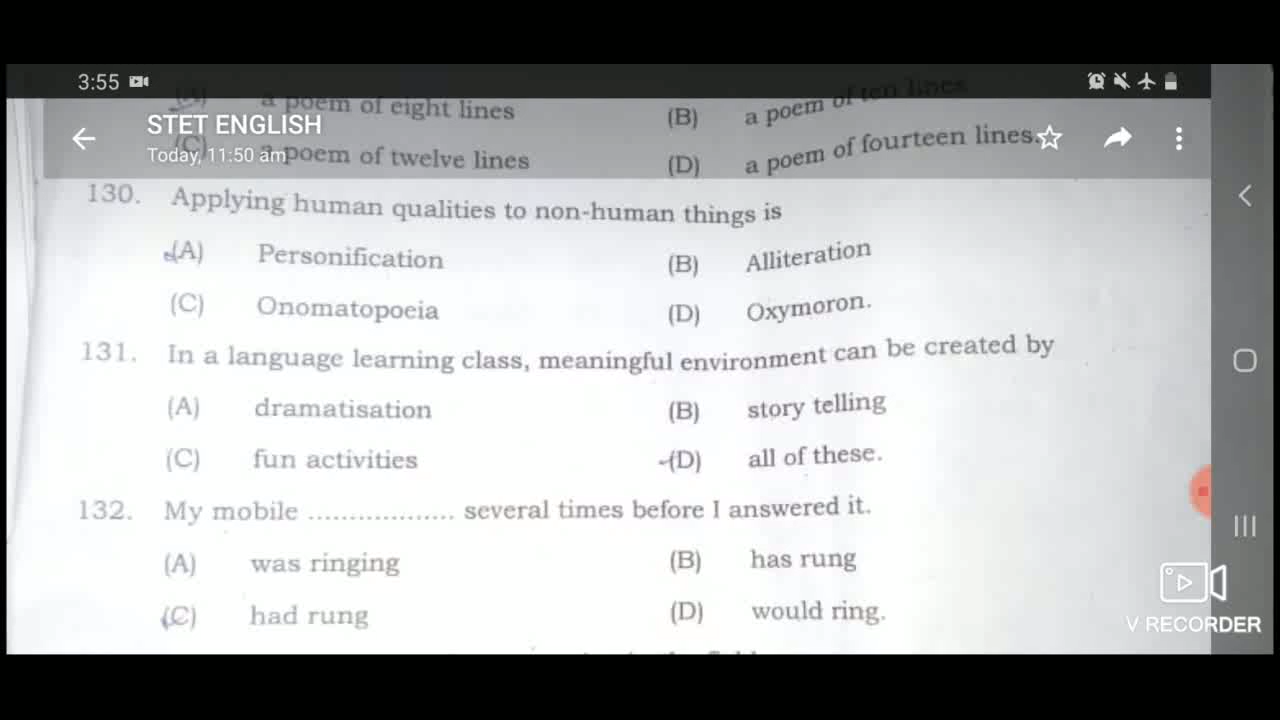 3:55
(A) a poem of eight lines (B) a poem of ten lines
STET ENGLISH
Today, 11:50 am
(C) a poem of twelve lines (D) a poem of fourteen lines.
130. Applying human qualities to non-human things is
(A) Personification (B) Alliteration
(C) Onomatopoeia (D) Oxymoron.
131. In a language learning class, meaningful environment can be created by
(A) dramatisation (B) story telling
(C) fun activities (D) all of these.
132. My mobile ................... several times before I answered it.
(A) was ringing (B) has rung
(C) had rung (D) would ring.
V RECORDER